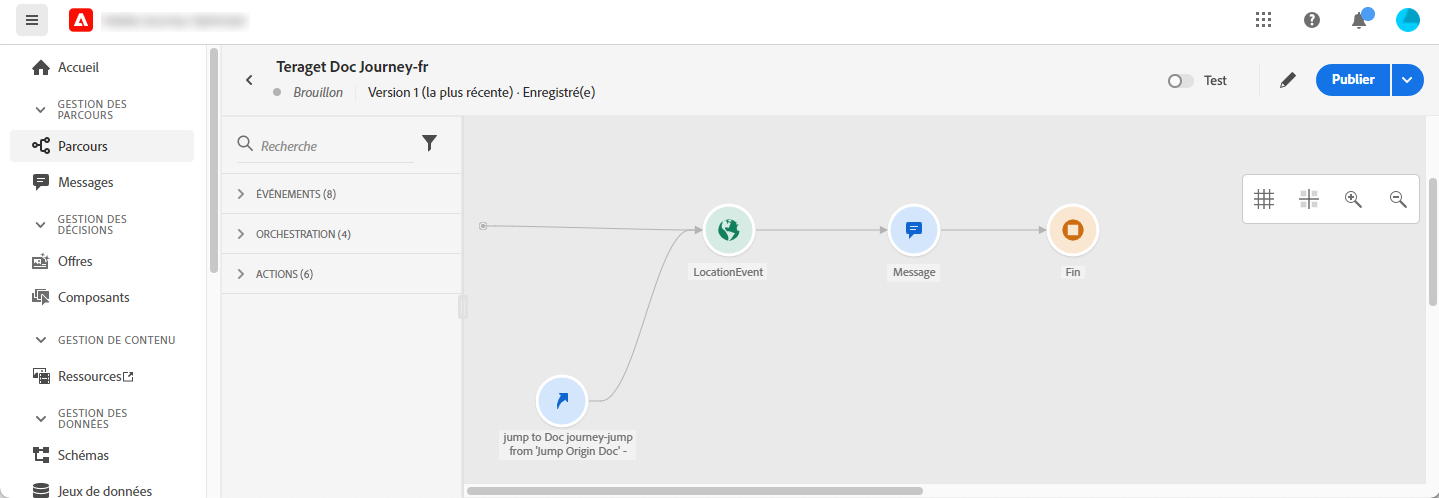 Accueil
GESTION DES
PARCOURS
Parcours
Messages
GESTION DES
DÉCISIONS
Offres
Composants
GESTION DE CONTENU
Ressources
GESTION DES
DONNÉES
Schémas
Jeux de données
Teraget Doc Journey-fr
Brouillon
Version 1 (la plus récente) · Enregistré(e)
Test
Publier
Recherche
ÉVÉNEMENTS (8)
ORCHESTRATION (4)
ACTIONS (6)
LocationEvent
Message
Fin
jump to Doc journey-jump
from 'Jump Origin Doc' -